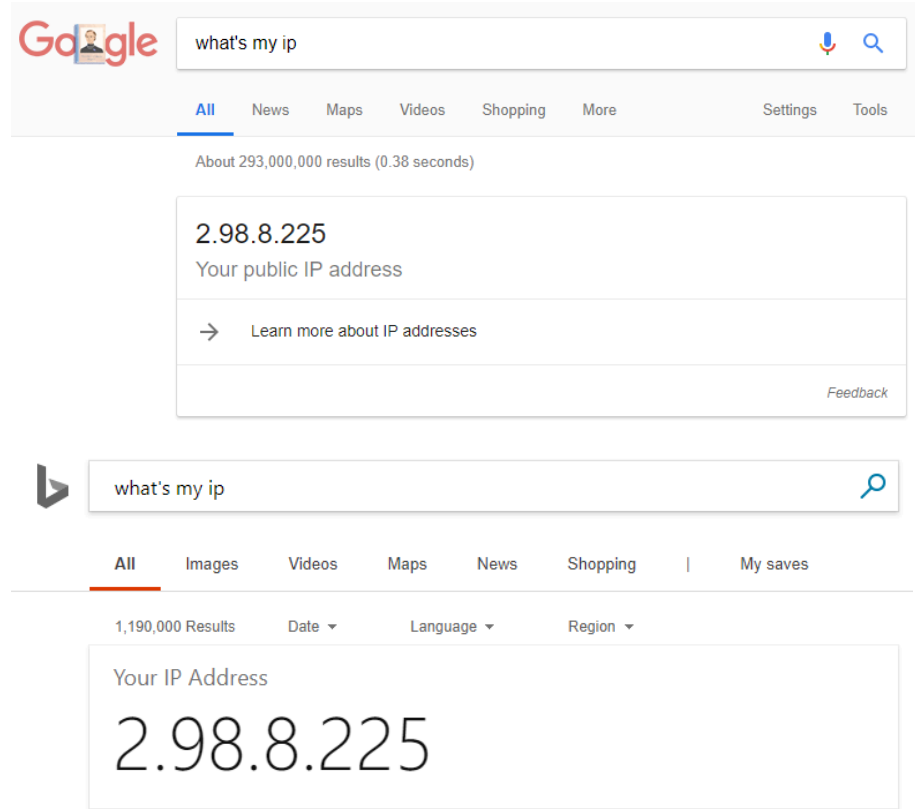 Google
what's my ip
All News Maps Videos Shopping More Settings Tools
About 293,000,000 results (0.38 seconds)
2.98.8.225
Your public IP address
Learn more about IP addresses
Feedback
what's my ip
All Images Videos Maps News Shopping | My saves
1,190,000 Results Date Language Region
Your IP Address
2.98.8.225